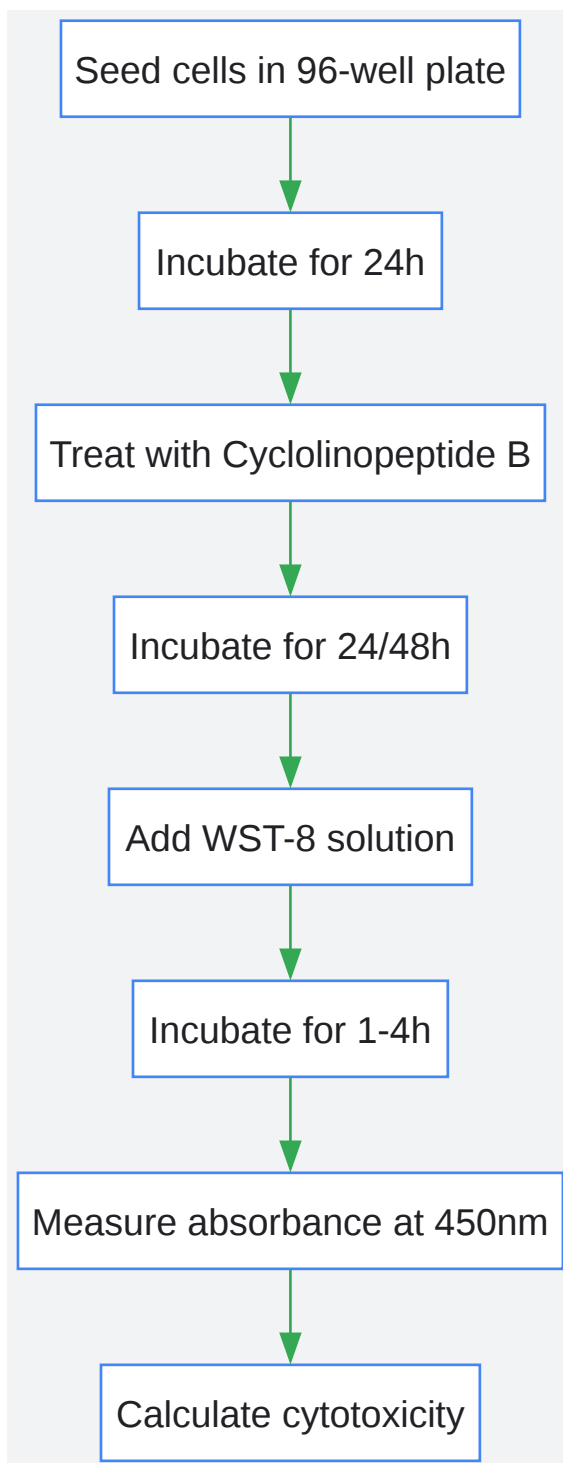 Seed cells in 96-well plate
Incubate for 24h
Treat with Cyclolinopeptide B
Incubate for 24/48h
Add WST-8 solution
Incubate for 1-4h
Measure absorbance at 450nm
Calculate cytotoxicity